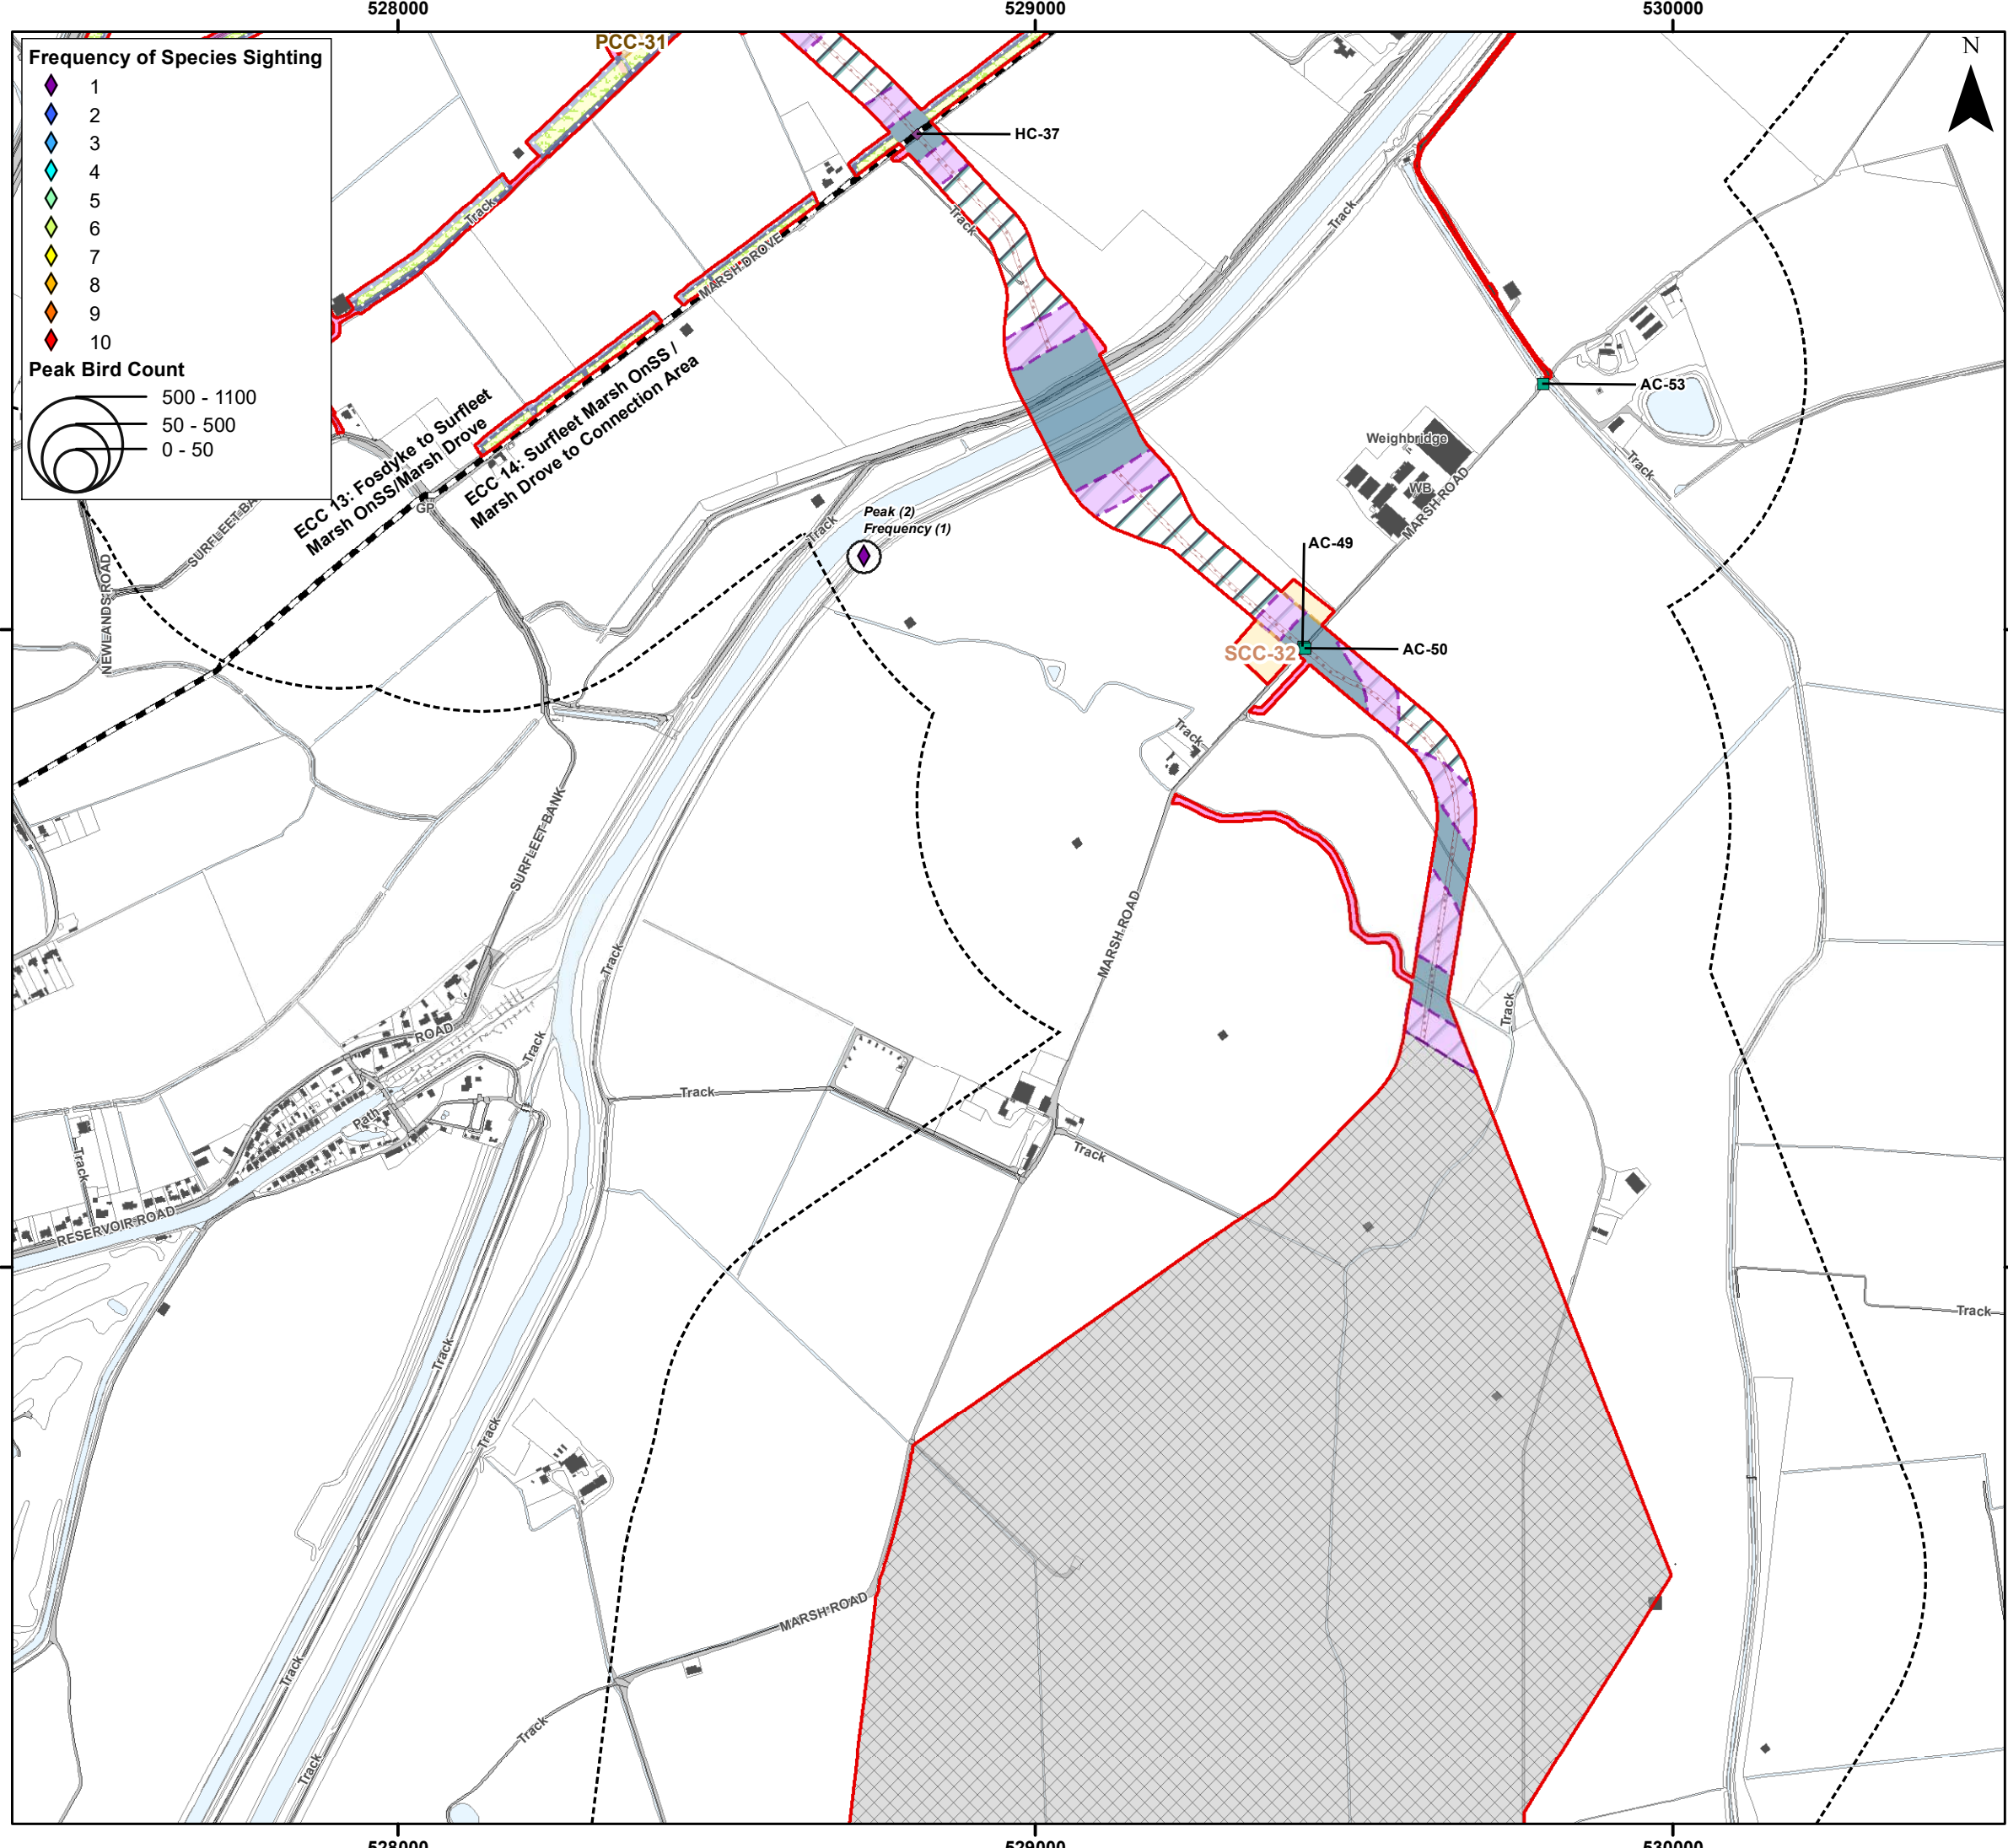 528000
529000
530000
N
Frequency of Species Sighting
1
2
3
4
5
6
7
8
9
10
Peak Bird Count
500 - 1100
50 - 500
0 - 50
PCC-31
HC-37
Track
Track
Track
MARSH DROVE
ECC 13: Fosdyke to Surfleet
Marsh OnSS/Marsh Drove
ECC 14: Surfleet Marsh OnSS /
Marsh Drove to Connection Area
AC-53
Weighbridge
WB
MARSH ROAD
Track
GP
SURFLEET BA
NEWLANDS ROAD
Track
Peak (2)
Frequency (1)
AC-49
AC-50
SCC-32
Track
SURFLEET BANK
MARSH ROAD
Track
Track
ROAD
Track
Path
Track
Track
Track
RESERVOIR ROAD
Track
Track
Track
MARSH ROAD
Track
Track
Track
528000
529000
530000